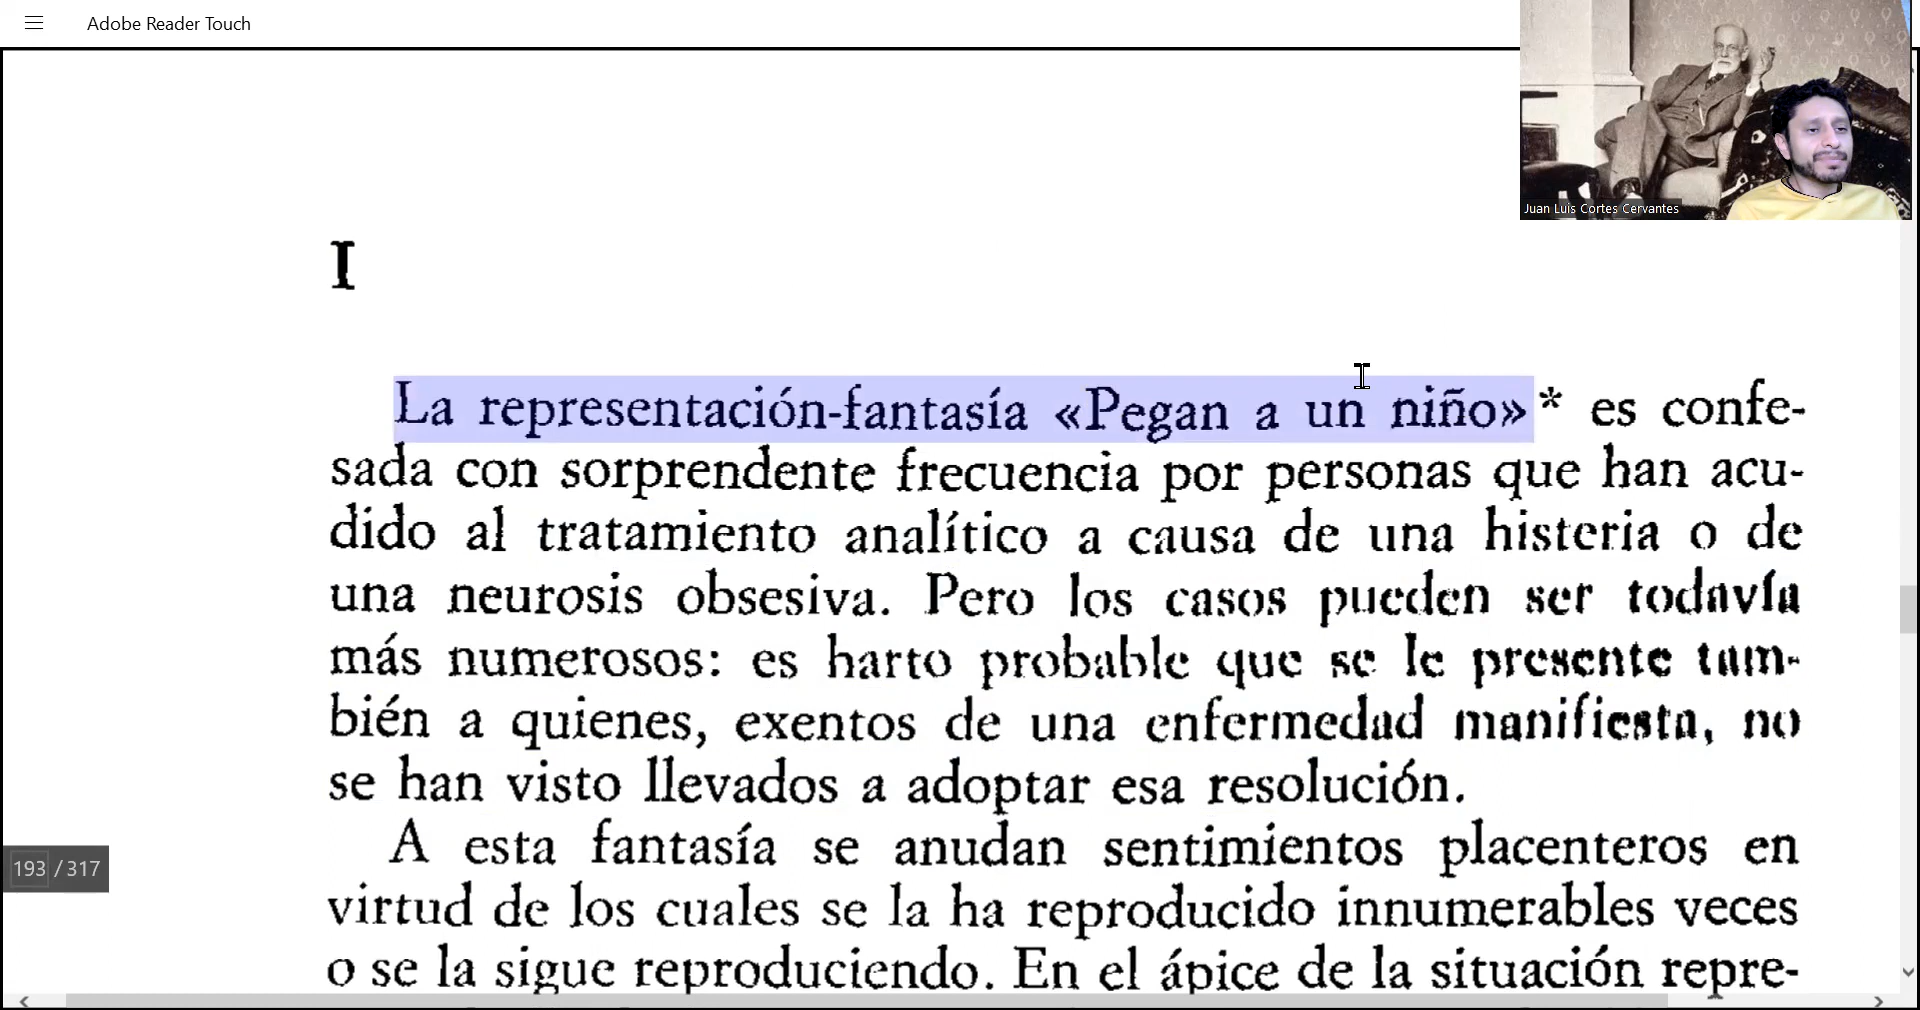 Adobe Reader Touch
Juan Luis Cortes Cervantes
I
La representación-fantasía «Pegan a un niño» * es confe-
sada con sorprendente frecuencia por personas que han acu-
dido al tratamiento analítico a causa de una histeria o de
una neurosis obsesiva. Pero los casos pueden ser todavía
más numerosos: es harto probable que se le presente tam-
bién a quienes, exentos de una enfermedad manifiesta, no
se han visto llevados a adoptar esa resolución.
A esta fantasía se anudan sentimientos placenteros en
virtud de los cuales se la ha reproducido innumerables veces
o se la sigue reproduciendo. En el ápice de la situación repre-
193 / 317